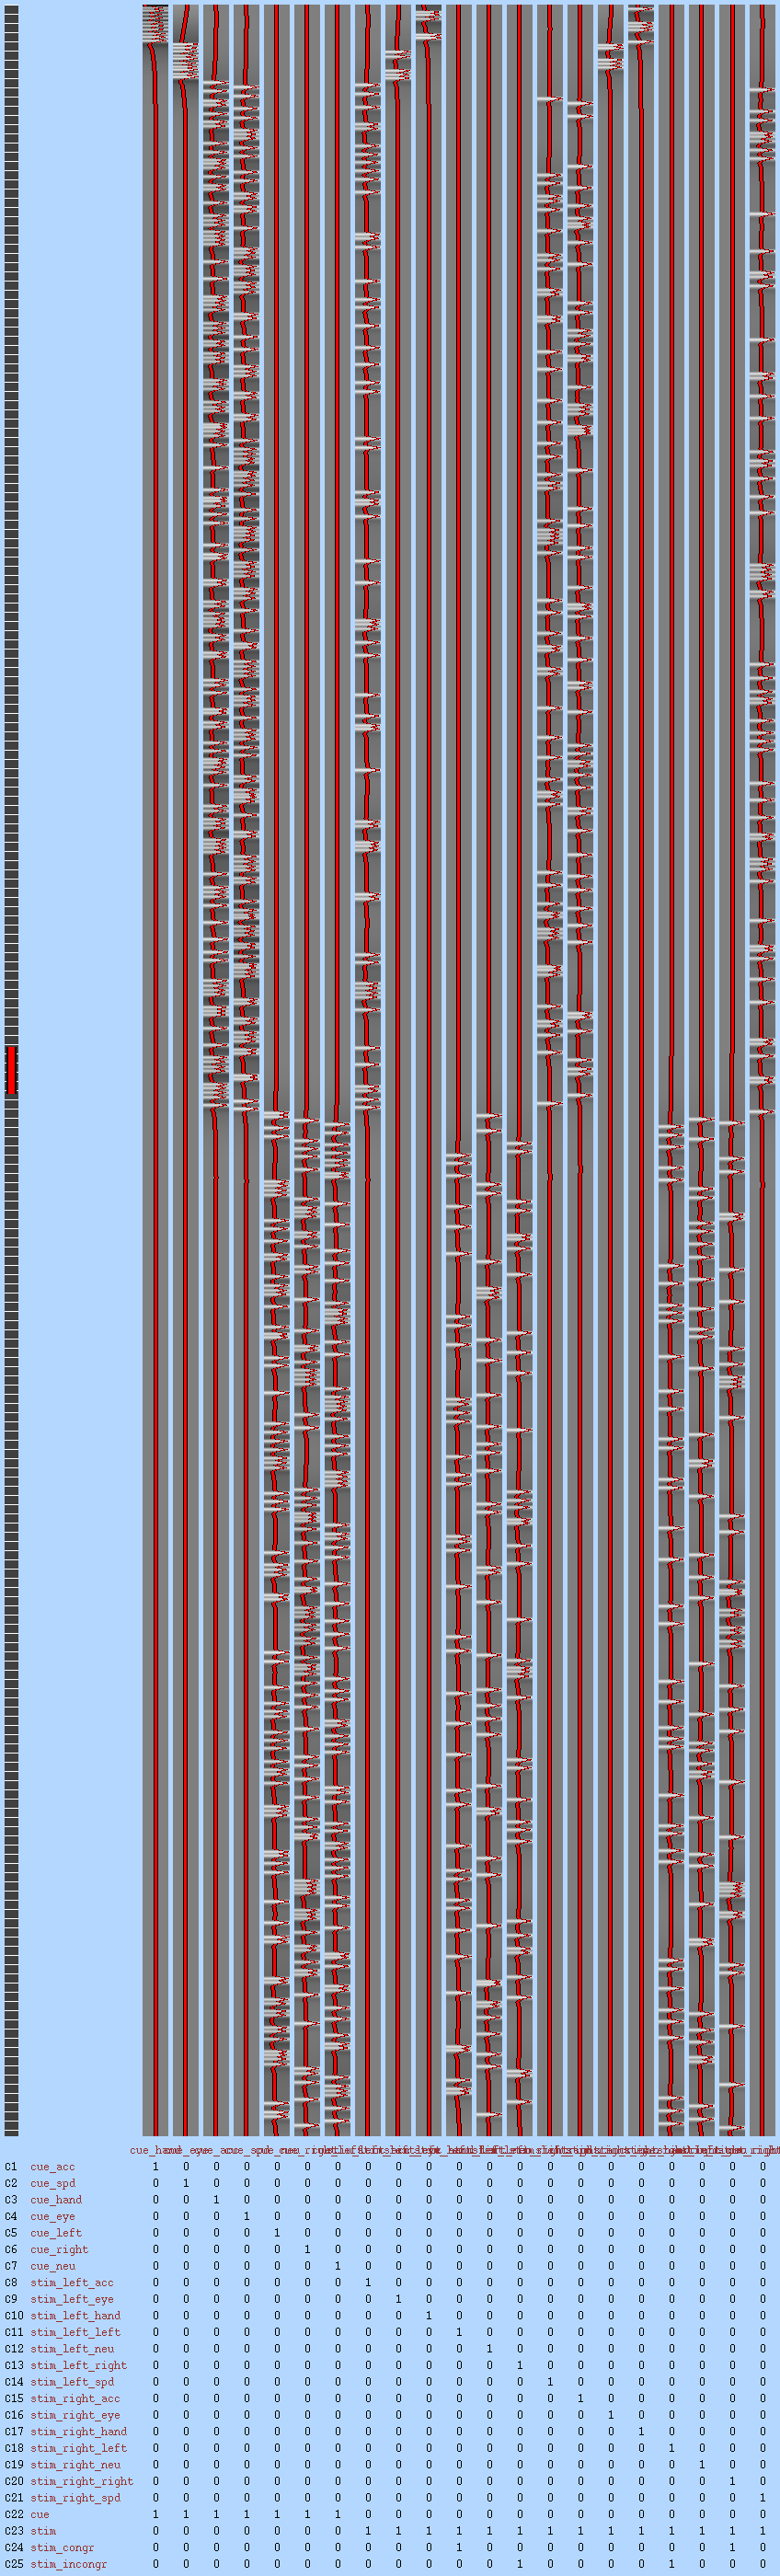 cue_hand
C1 cue_acc 1 0 0 0 0 0 0 0 0 0 0 0 0 0 0 0 0 0 0 0 0
C2 cue_spd 0 1 0 0 0 0 0 0 0 0 0 0 0 0 0 0 0 0 0 0 0
C3 cue_hand 0 0 1 0 0 0 0 0 0 0 0 0 0 0 0 0 0 0 0 0 0
C4 cue_eye 0 0 0 1 0 0 0 0 0 0 0 0 0 0 0 0 0 0 0 0 0
C5 cue_left 0 0 0 0 1 0 0 0 0 0 0 0 0 0 0 0 0 0 0 0 0
C6 cue_right 0 0 0 0 0 1 0 0 0 0 0 0 0 0 0 0 0 0 0 0 0
C7 cue_neu 0 0 0 0 0 0 1 0 0 0 0 0 0 0 0 0 0 0 0 0 0
C8 stim_left_acc 0 0 0 0 0 0 0 1 0 0 0 0 0 0 0 0 0 0 0 0 0
C9 stim_left_eye 0 0 0 0 0 0 0 0 1 0 0 0 0 0 0 0 0 0 0 0 0
C10 stim_left_hand 0 0 0 0 0 0 0 0 0 1 0 0 0 0 0 0 0 0 0 0 0
C11 stim_left_left 0 0 0 0 0 0 0 0 0 0 1 0 0 0 0 0 0 0 0 0 0
C12 stim_left_neu 0 0 0 0 0 0 0 0 0 0 0 1 0 0 0 0 0 0 0 0 0
C13 stim_left_right 0 0 0 0 0 0 0 0 0 0 0 0 1 0 0 0 0 0 0 0 0
C14 stim_left_spd 0 0 0 0 0 0 0 0 0 0 0 0 0 1 0 0 0 0 0 0 0
C15 stim_right_acc 0 0 0 0 0 0 0 0 0 0 0 0 0 0 1 0 0 0 0 0 0
C16 stim_right_eye 0 0 0 0 0 0 0 0 0 0 0 0 0 0 0 1 0 0 0 0 0
C17 stim_right_hand 0 0 0 0 0 0 0 0 0 0 0 0 0 0 0 0 1 0 0 0 0
C18 stim_right_left 0 0 0 0 0 0 0 0 0 0 0 0 0 0 0 0 0 1 0 0 0
C19 stim_right_neu 0 0 0 0 0 0 0 0 0 0 0 0 0 0 0 0 0 0 1 0 0
C20 stim_right_right 0 0 0 0 0 0 0 0 0 0 0 0 0 0 0 0 0 0 0 1 0
C21 stim_right_spd 0 0 0 0 0 0 0 0 0 0 0 0 0 0 0 0 0 0 0 0 1
C22 cue 1 1 1 1 1 1 1 0 0 0 0 0 0 0 0 0 0 0 0 0 0
C23 stim 0 0 0 0 0 0 0 1 1 1 1 1 1 1 1 1 1 1 1 1 1
C24 stim_congr 0 0 0 0 0 0 0 0 0 0 1 0 0 0 0 0 0 0 0 1 0
C25 stim_incongr 0 0 0 0 0 0 0 0 0 0 0 0 1 0 0 0 0 1 0 0 0